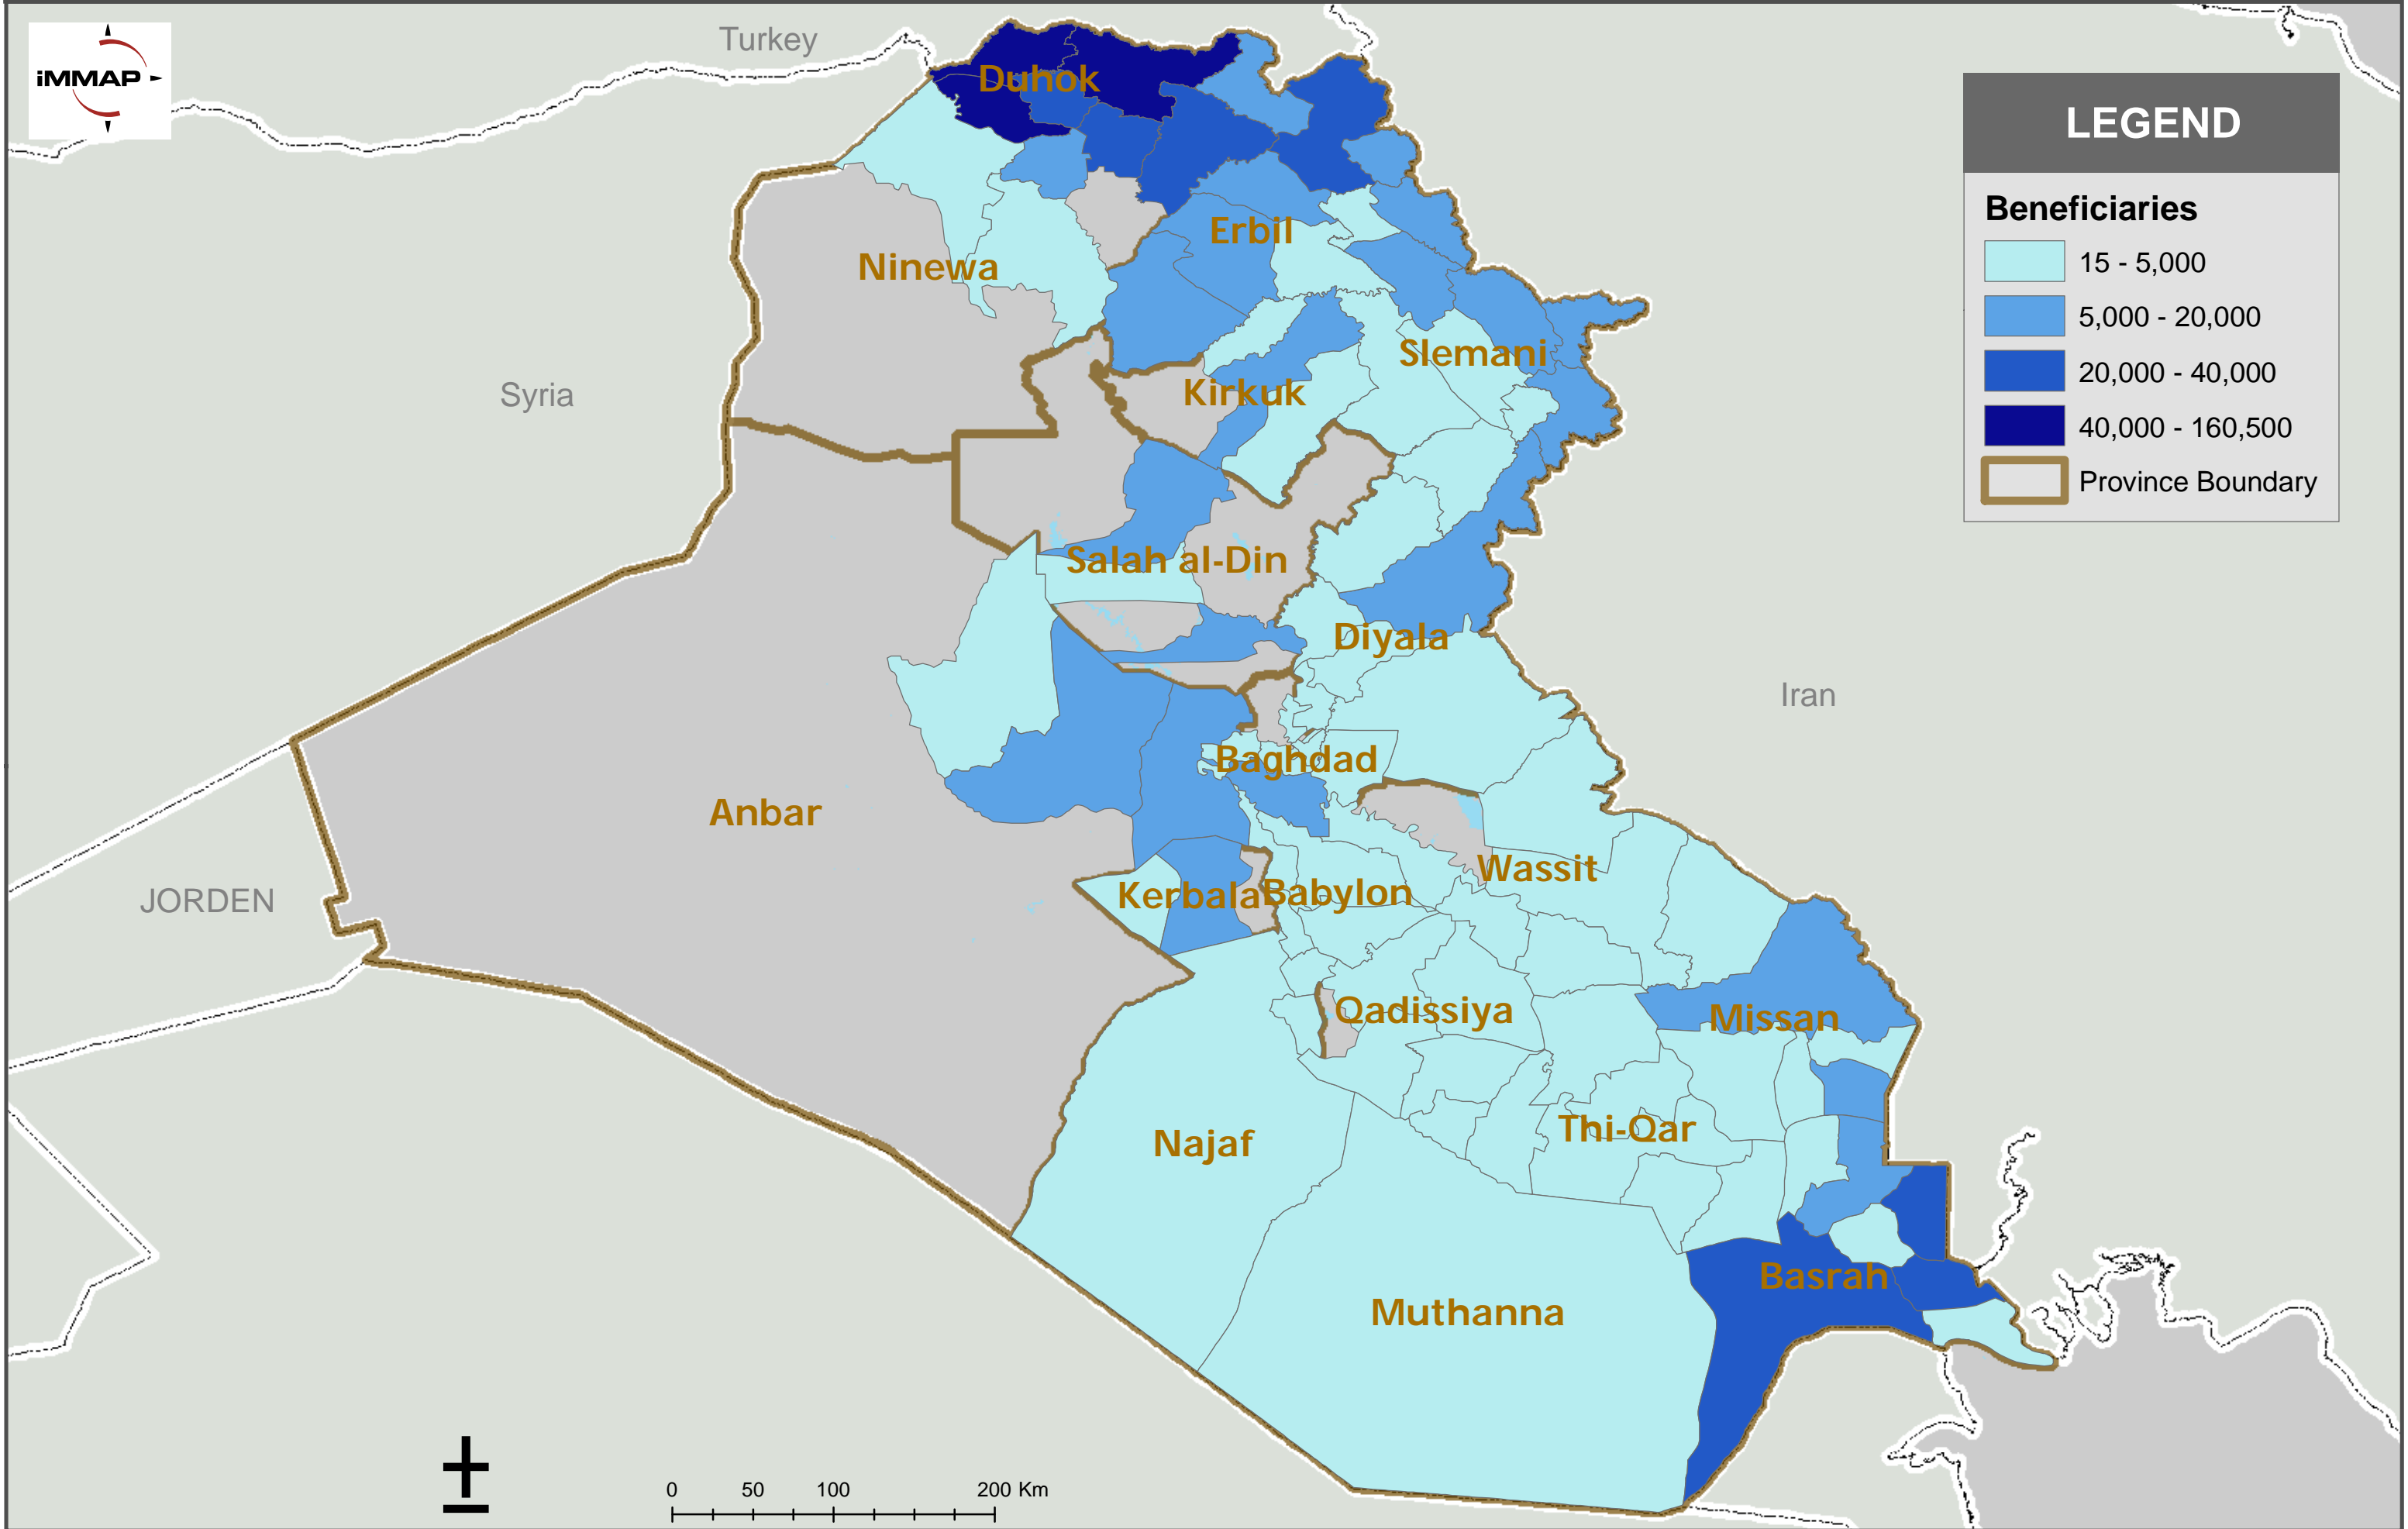 iMMAP
Turkey
LEGEND
Beneficiaries
15 - 5,000
5,000 - 20,000
20,000 - 40,000
40,000 - 160,500
Province Boundary
Duhok
Erbil
Ninewa
Slemani
Kirkuk
Syria
Salah al-Din
Diyala
Iran
Baghdad
Anbar
Wassit
Kerbala
Babylon
JORDEN
Qadissiya
Missan
Thi-Qar
Najaf
Basrah
Muthanna
0 50 100 200 Km